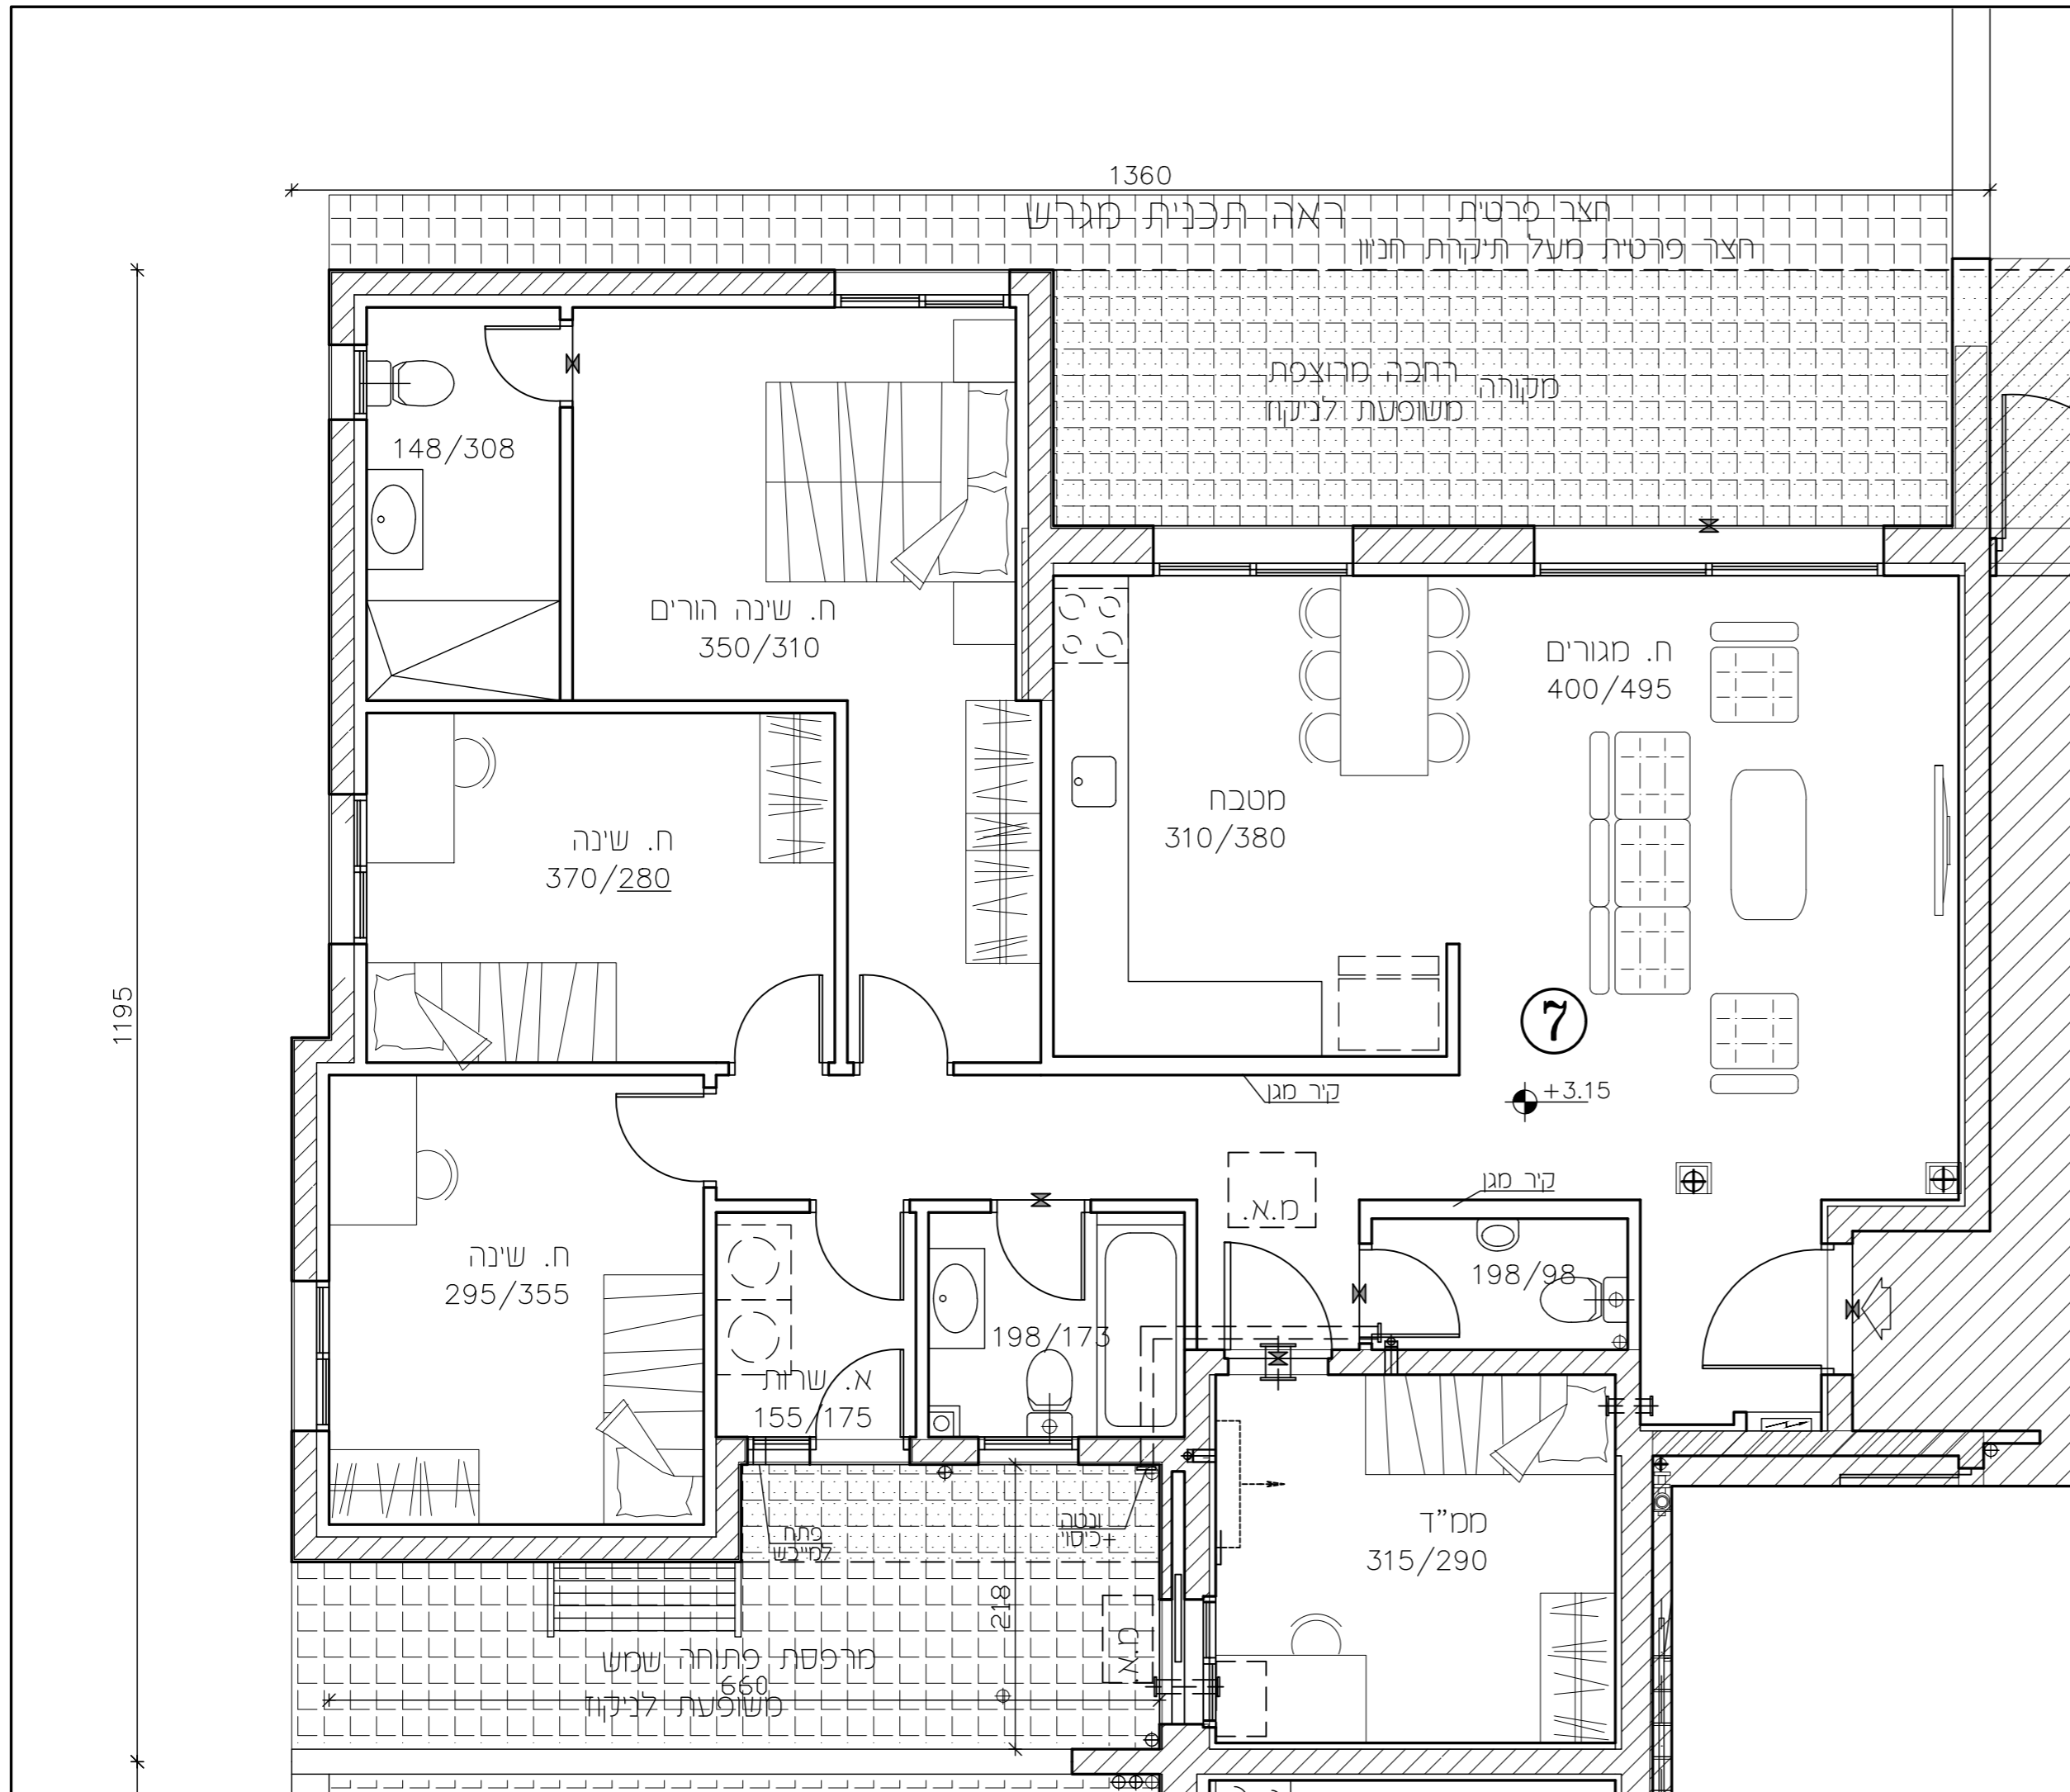 1360
ראה תכנית מגרש
חצר פרטית
חצר פרטית מעל תיקרת חניון
רחבה מרוצפת
מקורה
משופעת לניקוז
148/308
ח. שינה הורים
350/310
ח. מגורים
400/495
מטבח
310/380
ח. שינה
370/280
1195
7
+3.15
קיר מגן
קיר מגן
מ.א.
198/98
ח. שינה
295/355
198/173
א. שרות
155/175
פתח
למייבש
ונטה
+כיסוי
ממ"ד
315/290
218
מ.א.
מרפסת פתוחה שמש
660
משופעת לניקוז